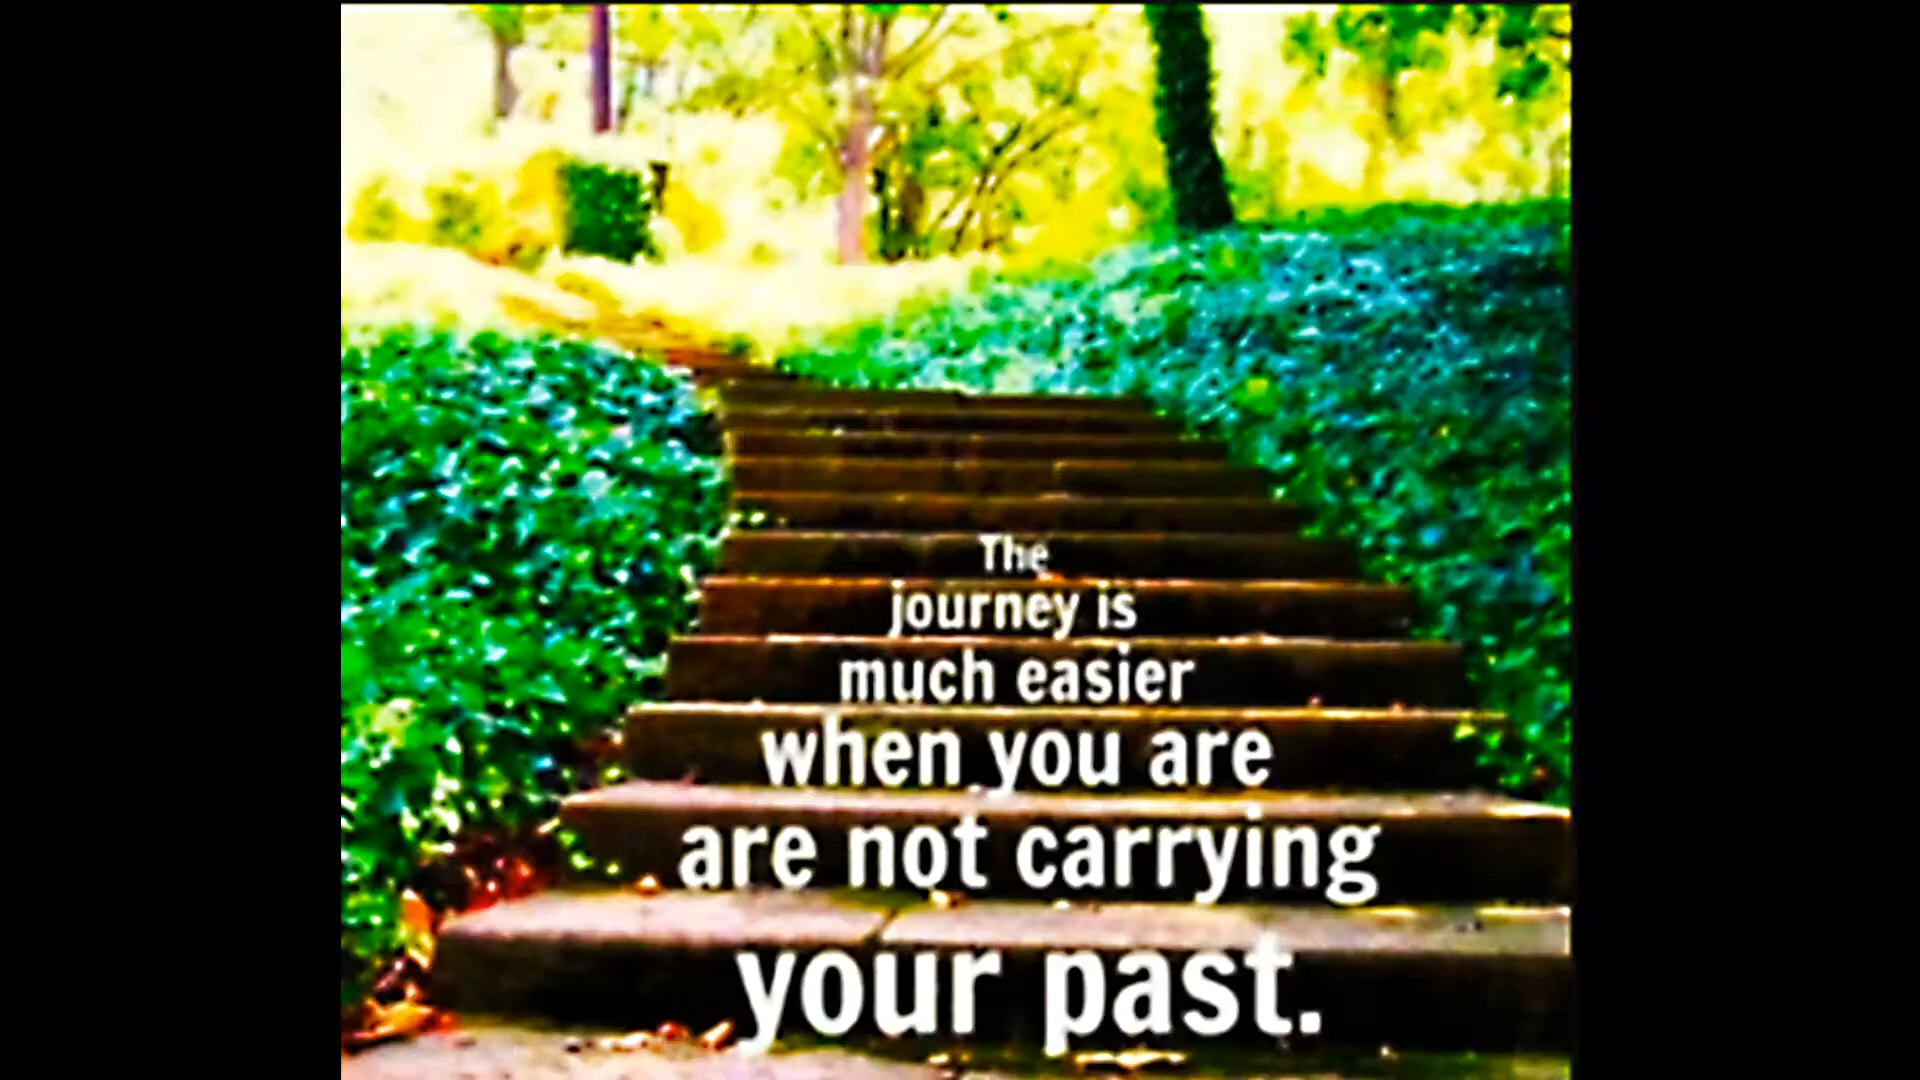 The
journey is
much easier
when you are
are not carrying
your past.